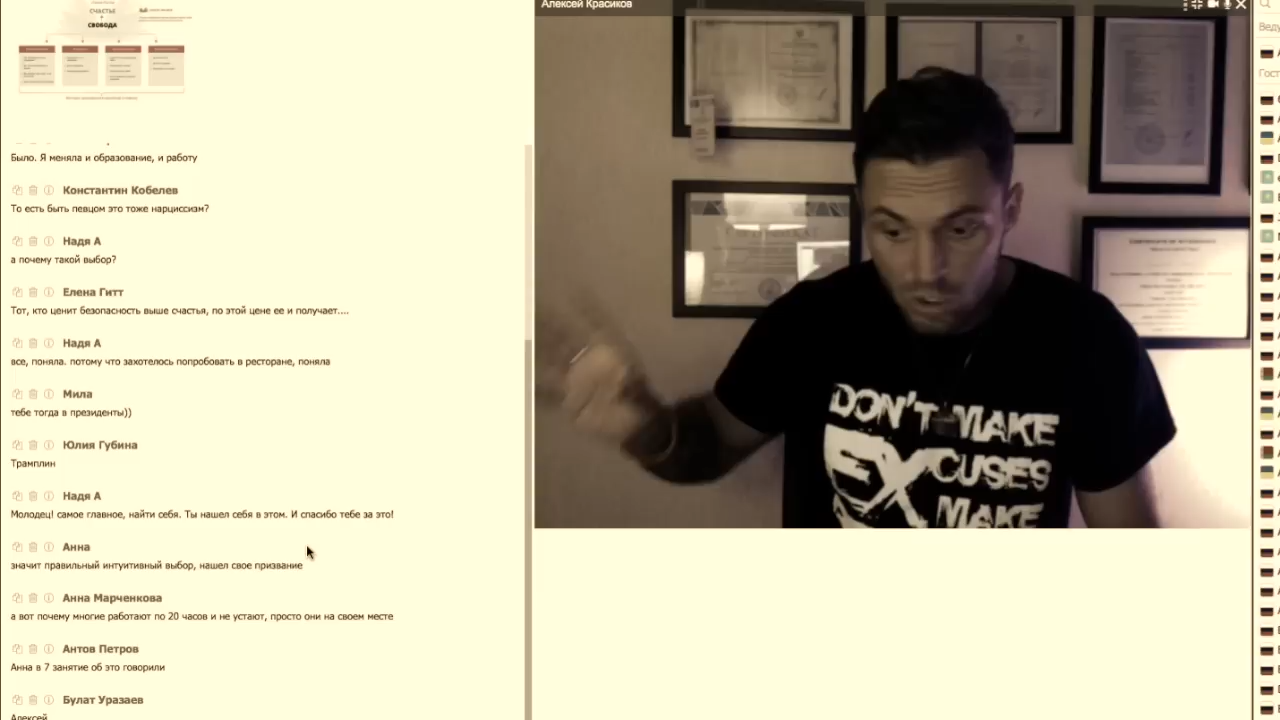 СЧАСТЬЕ
+
СВОБОДА
Было. Я меняла и образование, и работу
Константин Кобелев
То есть быть певцом это тоже нарциссизм?
Надя А
а почему такой выбор?
Елена Гитт
Тот, кто ценит безопасность выше счастья, по этой цене ее и получает....
Надя А
все, поняла. потому что захотелось попробовать в ресторане, поняла
Мила
тебе тогда в президенты))
Юлия Губина
Трамплин
Надя А
Молодец! самое главное, найти себя. Ты нашел себя в этом. И спасибо тебе за это!
Анна
значит правильный интуитивный выбор, нашел свое призвание
Анна Марченкова
а вот почему многие работают по 20 часов и не устают, просто они на своем месте
Антов Петров
Анна в 7 занятие об это говорили
Булат Уразаев
Алексей
Алексей Красиков
DON'T MAKE
EXCUSES
MAKE
Веду
Гост